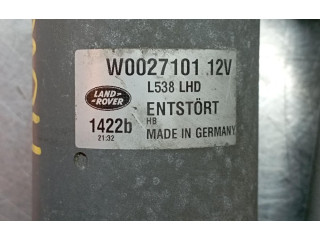 W0027101 12V
LAND-ROVER
L538 LHD
ENTSTÖRT
1422b
HB
21:32
MADE IN GERMANY